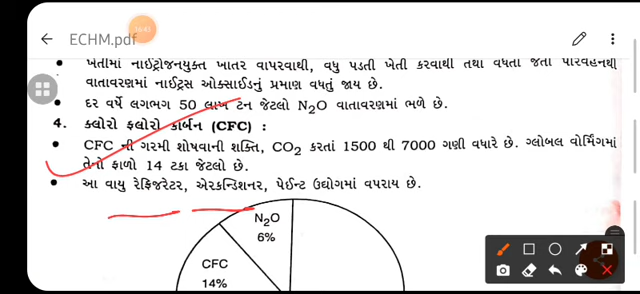 16:43
ECHM.pdf
ખેતીમાં નાઈટ્રોજનયુક્ત ખાતર વાપરવાથી, વધુ પડતી ખેતી કરવાથી તથા વધતા જતા પરિવહનથી
વાતાવરણમાં નાઈટ્રસ ઓક્સાઈડનું પ્રમાણ વધતું જાય છે.
દર વર્ષે લગભગ 50 લાખ ટન જેટલો N₂O વાતાવરણમાં ભળે છે.
4. ક્લોરો ફ્લોરો કાર્બન (CFC) :
CFC ની ગરમી શોષવાની શક્તિ, CO₂ કરતાં 1500 થી 7000 ગણી વધારે છે. ગ્લોબલ વોર્મિંગમાં
તેનો ફાળો 14 ટકા જેટલો છે.
આ વાયુ રેફ્રિજરેટર, એરકન્ડિશનર, પેઈન્ટ ઉદ્યોગમાં વપરાય છે.
N₂O
6%
CFC
14%